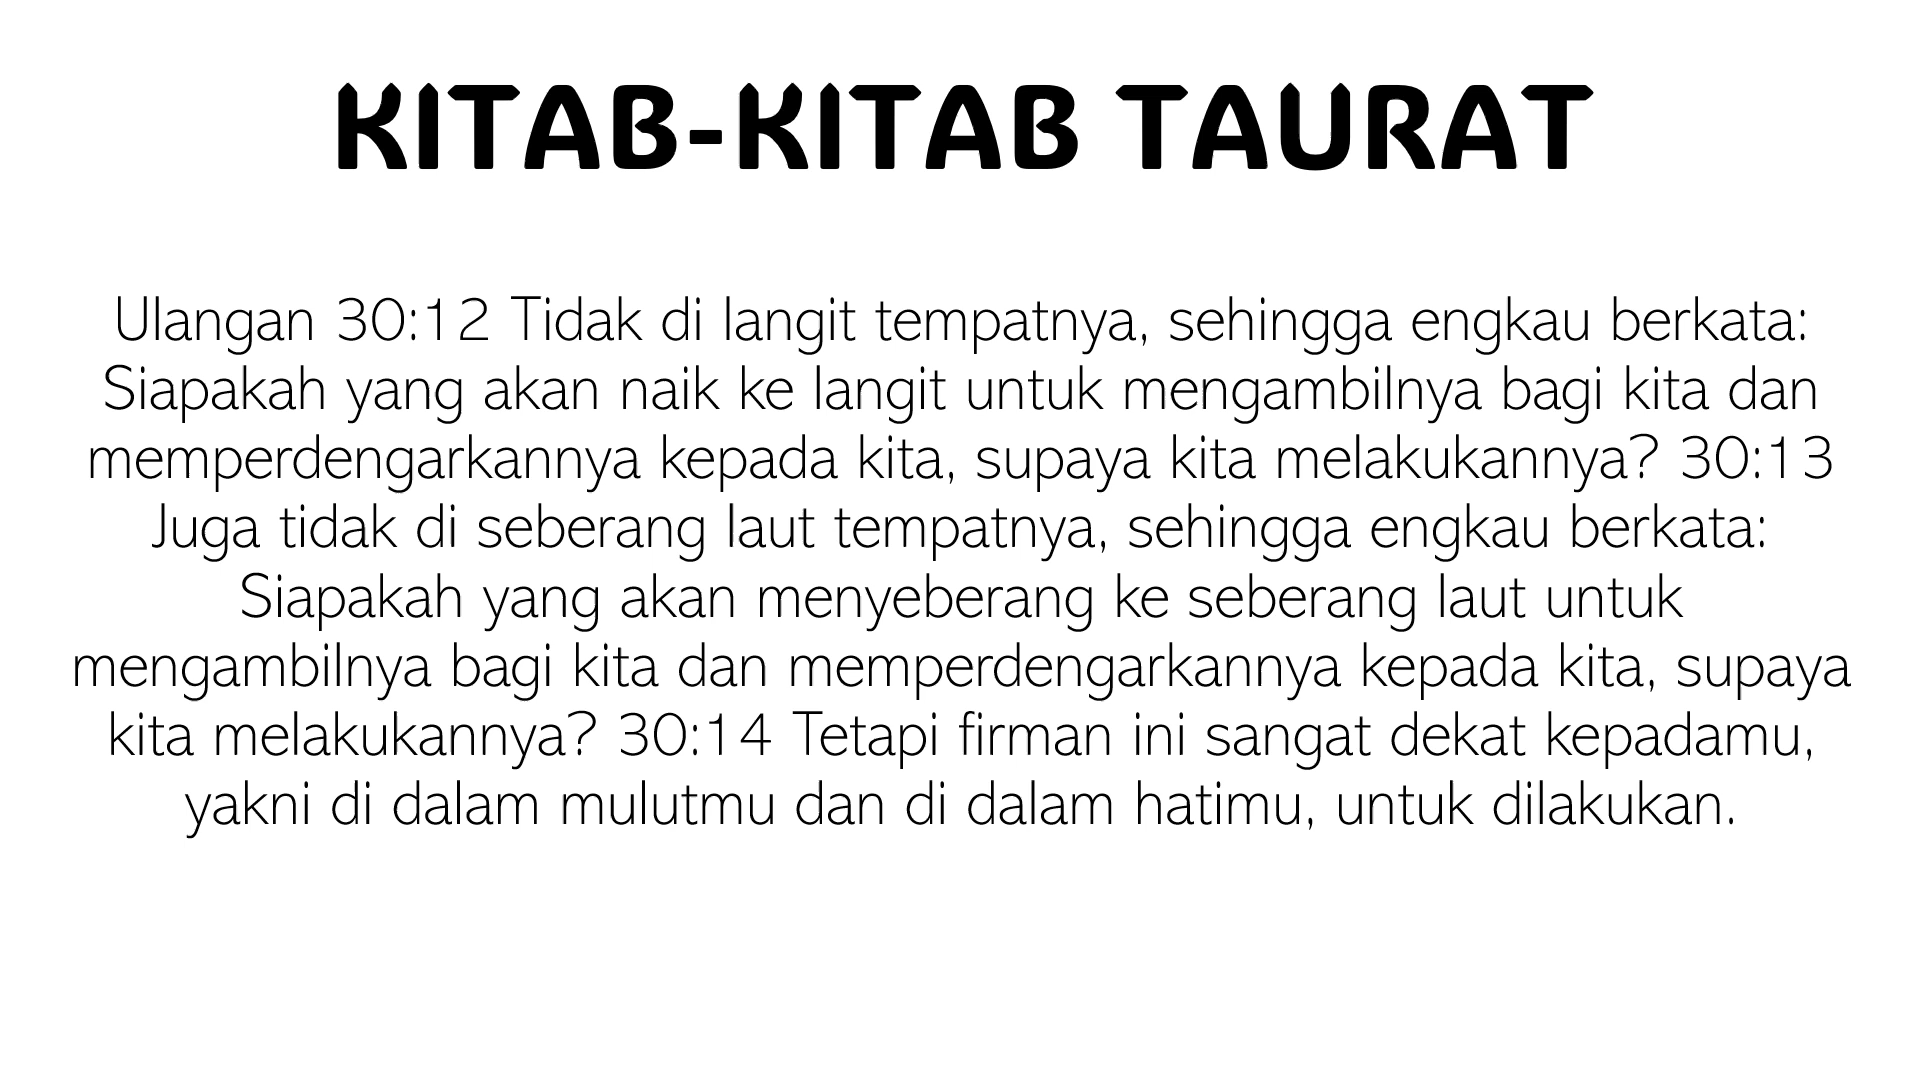 KITAB-KITAB TAURAT
Ulangan 30:12 Tidak di langit tempatnya, sehingga engkau berkata:
Siapakah yang akan naik ke langit untuk mengambilnya bagi kita dan
memperdengarkannya kepada kita, supaya kita melakukannya? 30:13
Juga tidak di seberang laut tempatnya, sehingga engkau berkata:
Siapakah yang akan menyeberang ke seberang laut untuk
mengambilnya bagi kita dan memperdengarkannya kepada kita, supaya
kita melakukannya? 30:14 Tetapi firman ini sangat dekat kepadamu,
yakni di dalam mulutmu dan di dalam hatimu, untuk dilakukan.